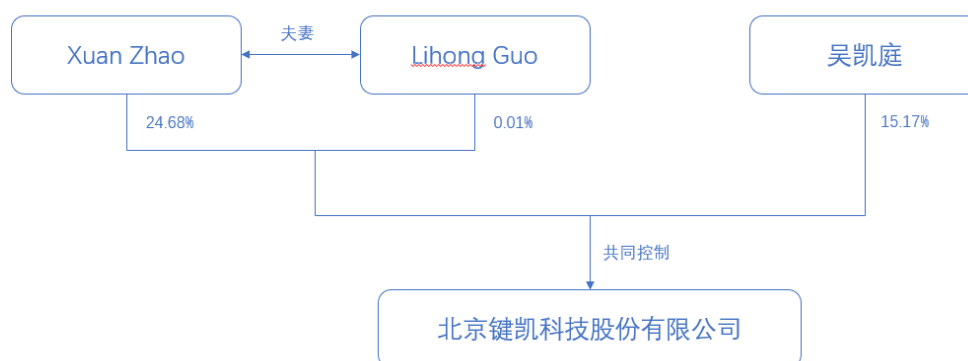 夫妻
Xuan Zhao
Lihong Guo
吴凯庭
24.68%
0.01%
15.17%
共同控制
北京键凯科技股份有限公司